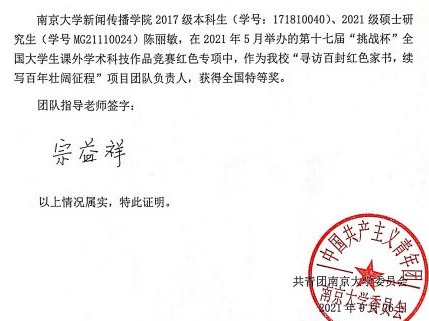 南京大学新闻传播学院 2017 级本科生（学号：171810040）、2021 级硕士研
究生（学号 MG21110024）陈丽敏，在 2021 年 5 月举办的第十七届“挑战杯”全
国大学生课外学术科技作品竞赛红色专项中，作为我校“寻访百封红色家书，续
写百年壮阔征程”项目团队负责人，获得全国特等奖。
团队指导老师签字：
宗益祥
以上情况属实，特此证明。
中国共产主义青年团
南京大学委员会
共青团南京大学委员会
2021 年